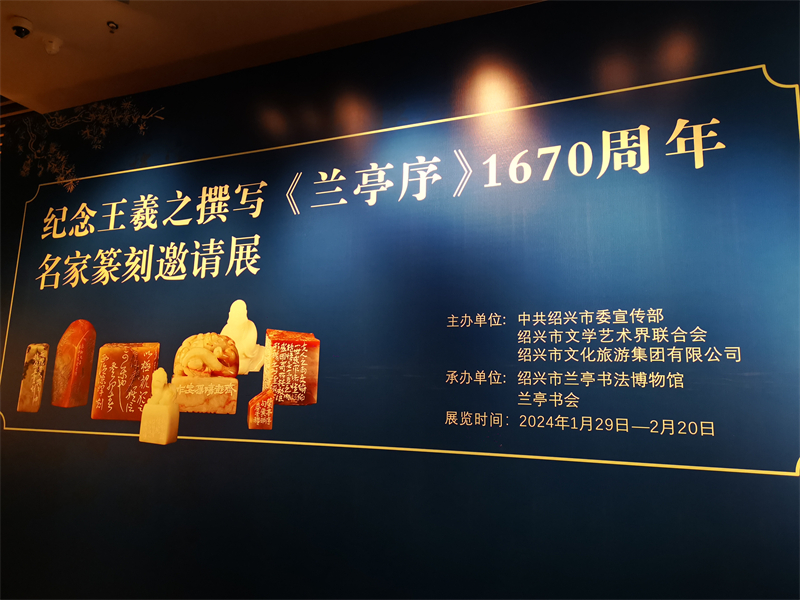 纪念王羲之撰写《兰亭序》1670周年
名家篆刻邀请展
主办单位：中共绍兴市委宣传部
绍兴市文学艺术界联合会
绍兴市文化旅游集团有限公司
承办单位：绍兴市兰亭书法博物馆
兰亭书会
展览时间：2024年1月29日—2月20日